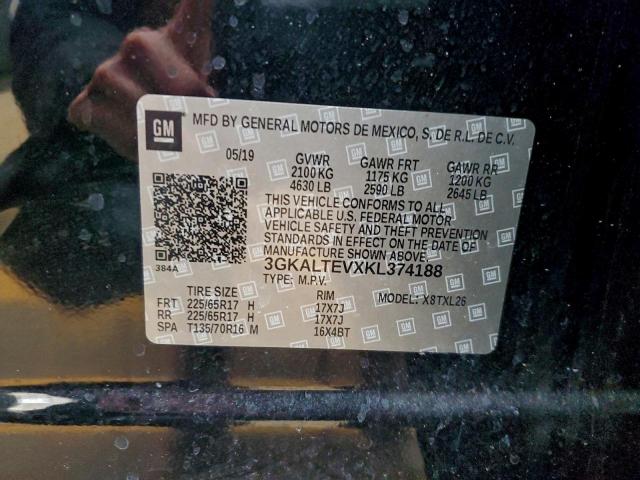 GM MFD BY GENERAL MOTORS DE MEXICO, S. DE R.L. DE C.V.
05/19 GVWR GAWR FRT GAWR RR
2100 KG 1175 KG 1200 KG
4630 LB 2590 LB 2645 LB
THIS VEHICLE CONFORMS TO ALL
APPLICABLE U.S. FEDERAL MOTOR
VEHICLE SAFETY AND THEFT PREVENTION
STANDARDS IN EFFECT ON THE DATE OF
MANUFACTURE SHOWN ABOVE.
384A 3GKALTEVXKL374188
TYPE: M.P.V.
TIRE SIZE RIM MODEL: X8TXL26
FRT 225/65R17 H 17X7J
RR 225/65R17 H 17X7J
SPA T135/70R16 M 16X4BT